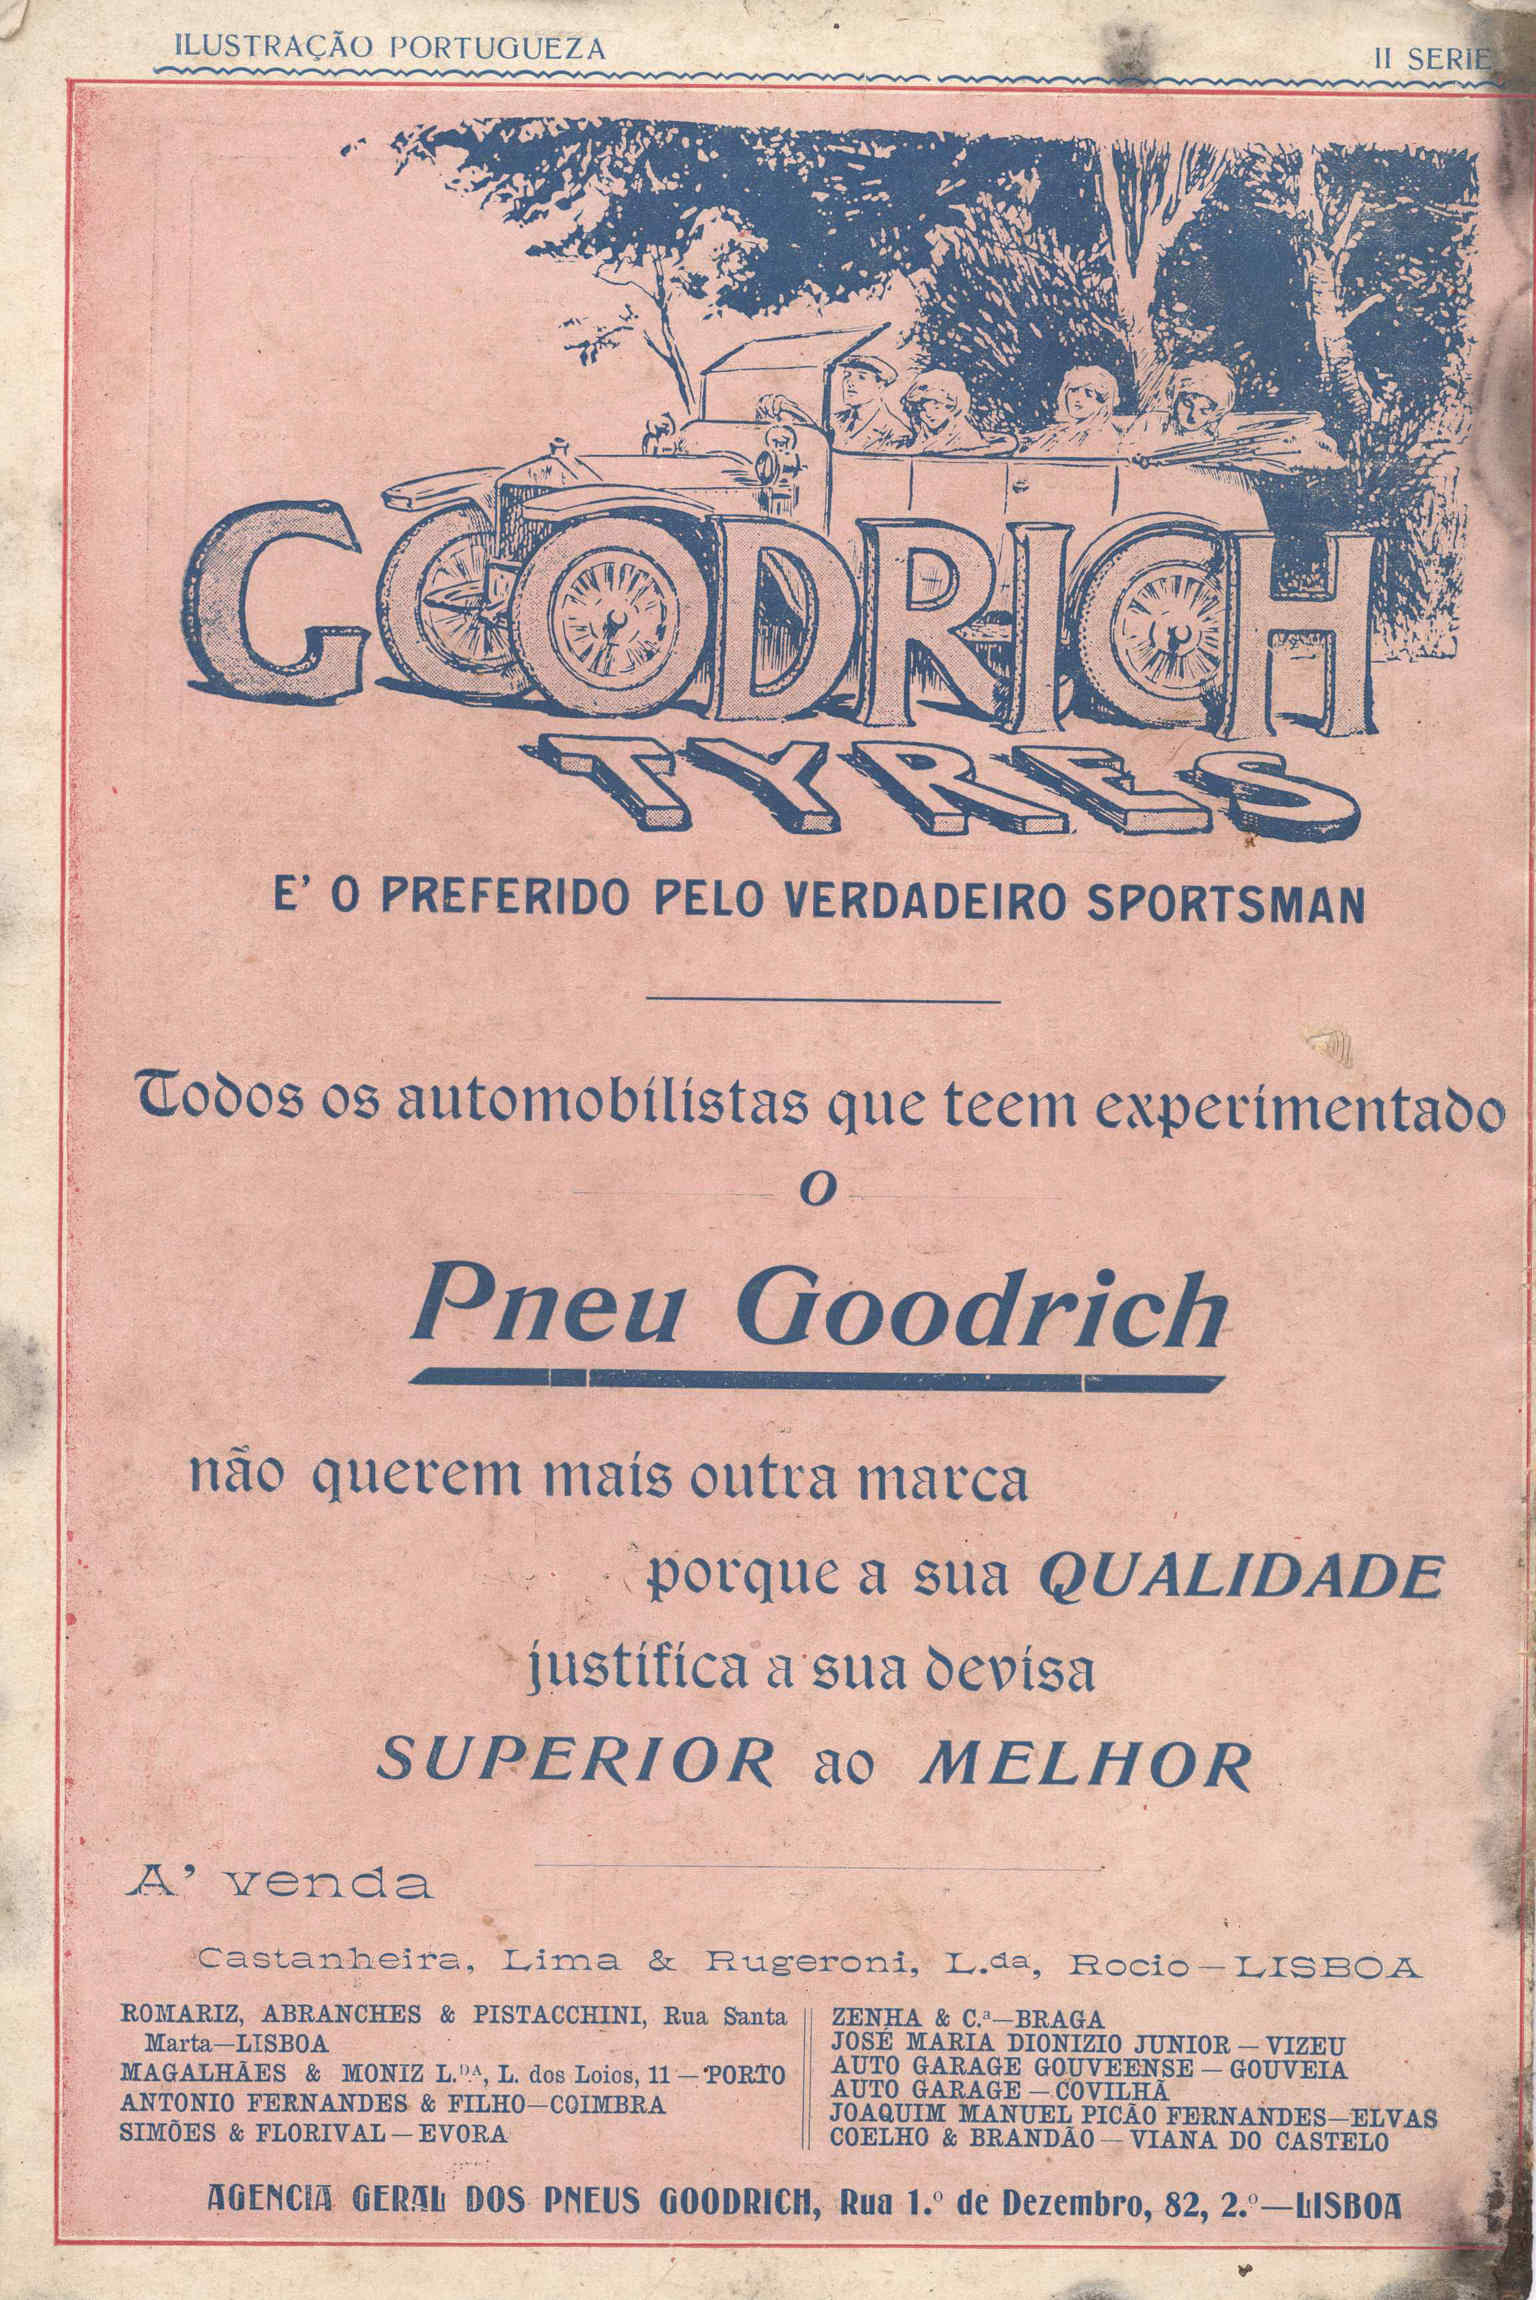 ILUSTRAÇÃO PORTUGUEZA
II SERIE
GOODRICH
TYRES
E' O PREFERIDO PELO VERDADEIRO SPORTSMAN
Todos os automobilistas que teem experimentado
O
Pneu Goodrich
não querem mais outra marca
porque a sua QUALIDADE
justifica a sua devisa
SUPERIOR ao MELHOR
A' venda
Castanheira, Lima & Rugeroni, L.da, Rocio—LISBOA
ROMARIZ, ABRANCHES & PISTACCHINI, Rua Santa
Marta—LISBOA
MAGALHÃES & MONIZ L.DA, L. dos Loios, 11—PORTO
ANTONIO FERNANDES & FILHO—COIMBRA
SIMÕES & FLORIVAL—EVORA
ZENHA & C.ª—BRAGA
JOSÉ MARIA DIONIZIO JUNIOR—VIZEU
AUTO GARAGE GOUVEENSE—GOUVEIA
AUTO GARAGE—COVILHÃ
JOAQUIM MANUEL PICÃO FERNANDES—ELVAS
COELHO & BRANDÃO—VIANA DO CASTELO
AGENCIA GERAL DOS PNEUS GOODRICH, Rua 1.º de Dezembro, 82, 2.º—LISBOA